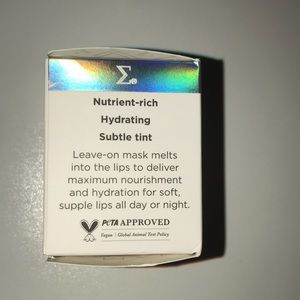 Σ®
Nutrient-rich
Hydrating
Subtle tint
Leave-on mask melts
into the lips to deliver
maximum nourishment
and hydration for soft,
supple lips all day or night.
PeTA APPROVED
Vegan | Global Animal Test Policy